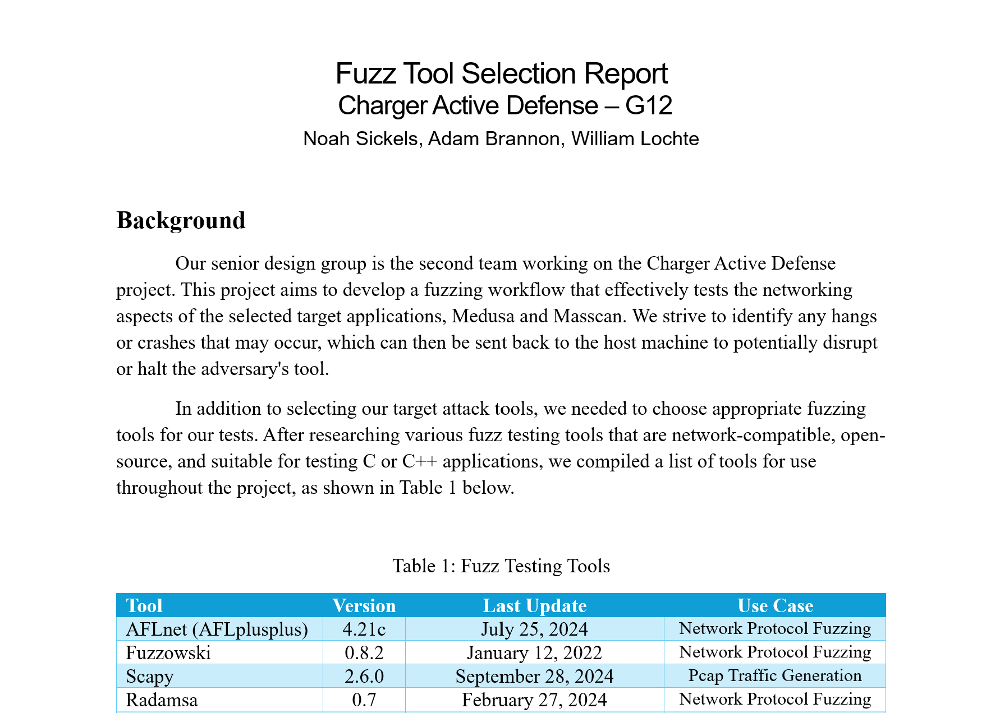 Fuzz Tool Selection Report
Charger Active Defense – G12
Noah Sickels, Adam Brannon, William Lochte
Background
Our senior design group is the second team working on the Charger Active Defense
project. This project aims to develop a fuzzing workflow that effectively tests the networking
aspects of the selected target applications, Medusa and Masscan. We strive to identify any hangs
or crashes that may occur, which can then be sent back to the host machine to potentially disrupt
or halt the adversary's tool.
In addition to selecting our target attack tools, we needed to choose appropriate fuzzing
tools for our tests. After researching various fuzz testing tools that are network-compatible, open-
source, and suitable for testing C or C++ applications, we compiled a list of tools for use
throughout the project, as shown in Table 1 below.
Table 1: Fuzz Testing Tools
Tool Version Last Update Use Case
AFLnet (AFLplusplus) 4.21c July 25, 2024 Network Protocol Fuzzing
Fuzzowski 0.8.2 January 12, 2022 Network Protocol Fuzzing
Scapy 2.6.0 September 28, 2024 Pcap Traffic Generation
Radamsa 0.7 February 27, 2024 Network Protocol Fuzzing